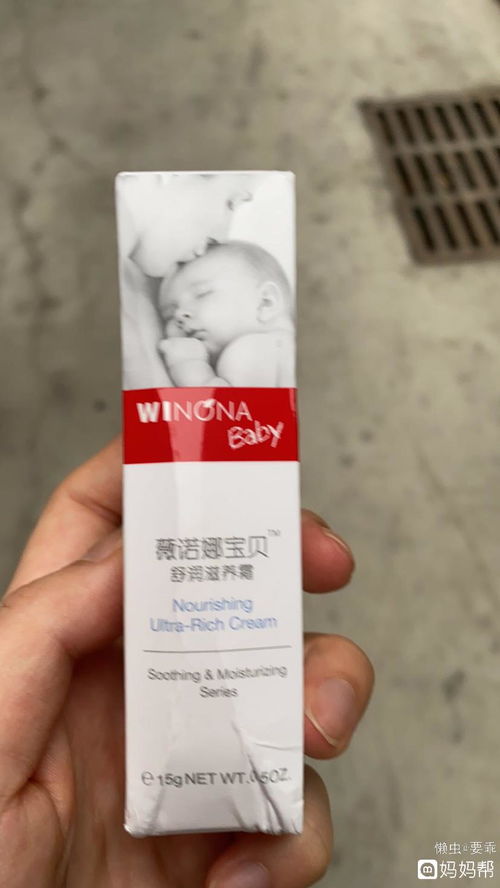 WINONA
Baby
薇诺娜宝贝™
舒润滋养霜
Nourishing
Ultra-Rich Cream
Soothing & Moisturizing
Series
℮ 15g NET WT. 0.5OZ.
懒虫@要乖
妈妈帮